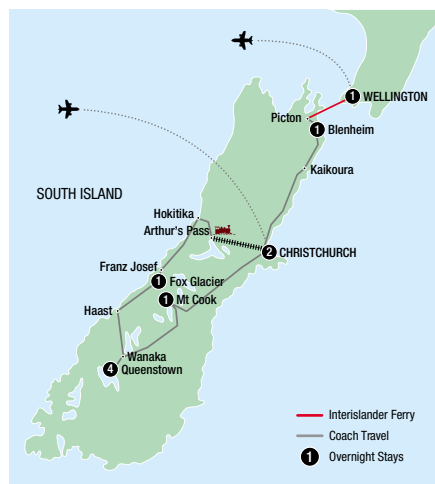 1 WELLINGTON
Picton
1 Blenheim
Kaikoura
SOUTH ISLAND
Hokitika
Arthur's Pass
2 CHRISTCHURCH
Franz Josef
1 Fox Glacier
1 Mt Cook
Haast
Wanaka
4 Queenstown
Interislander Ferry
Coach Travel
1 Overnight Stays